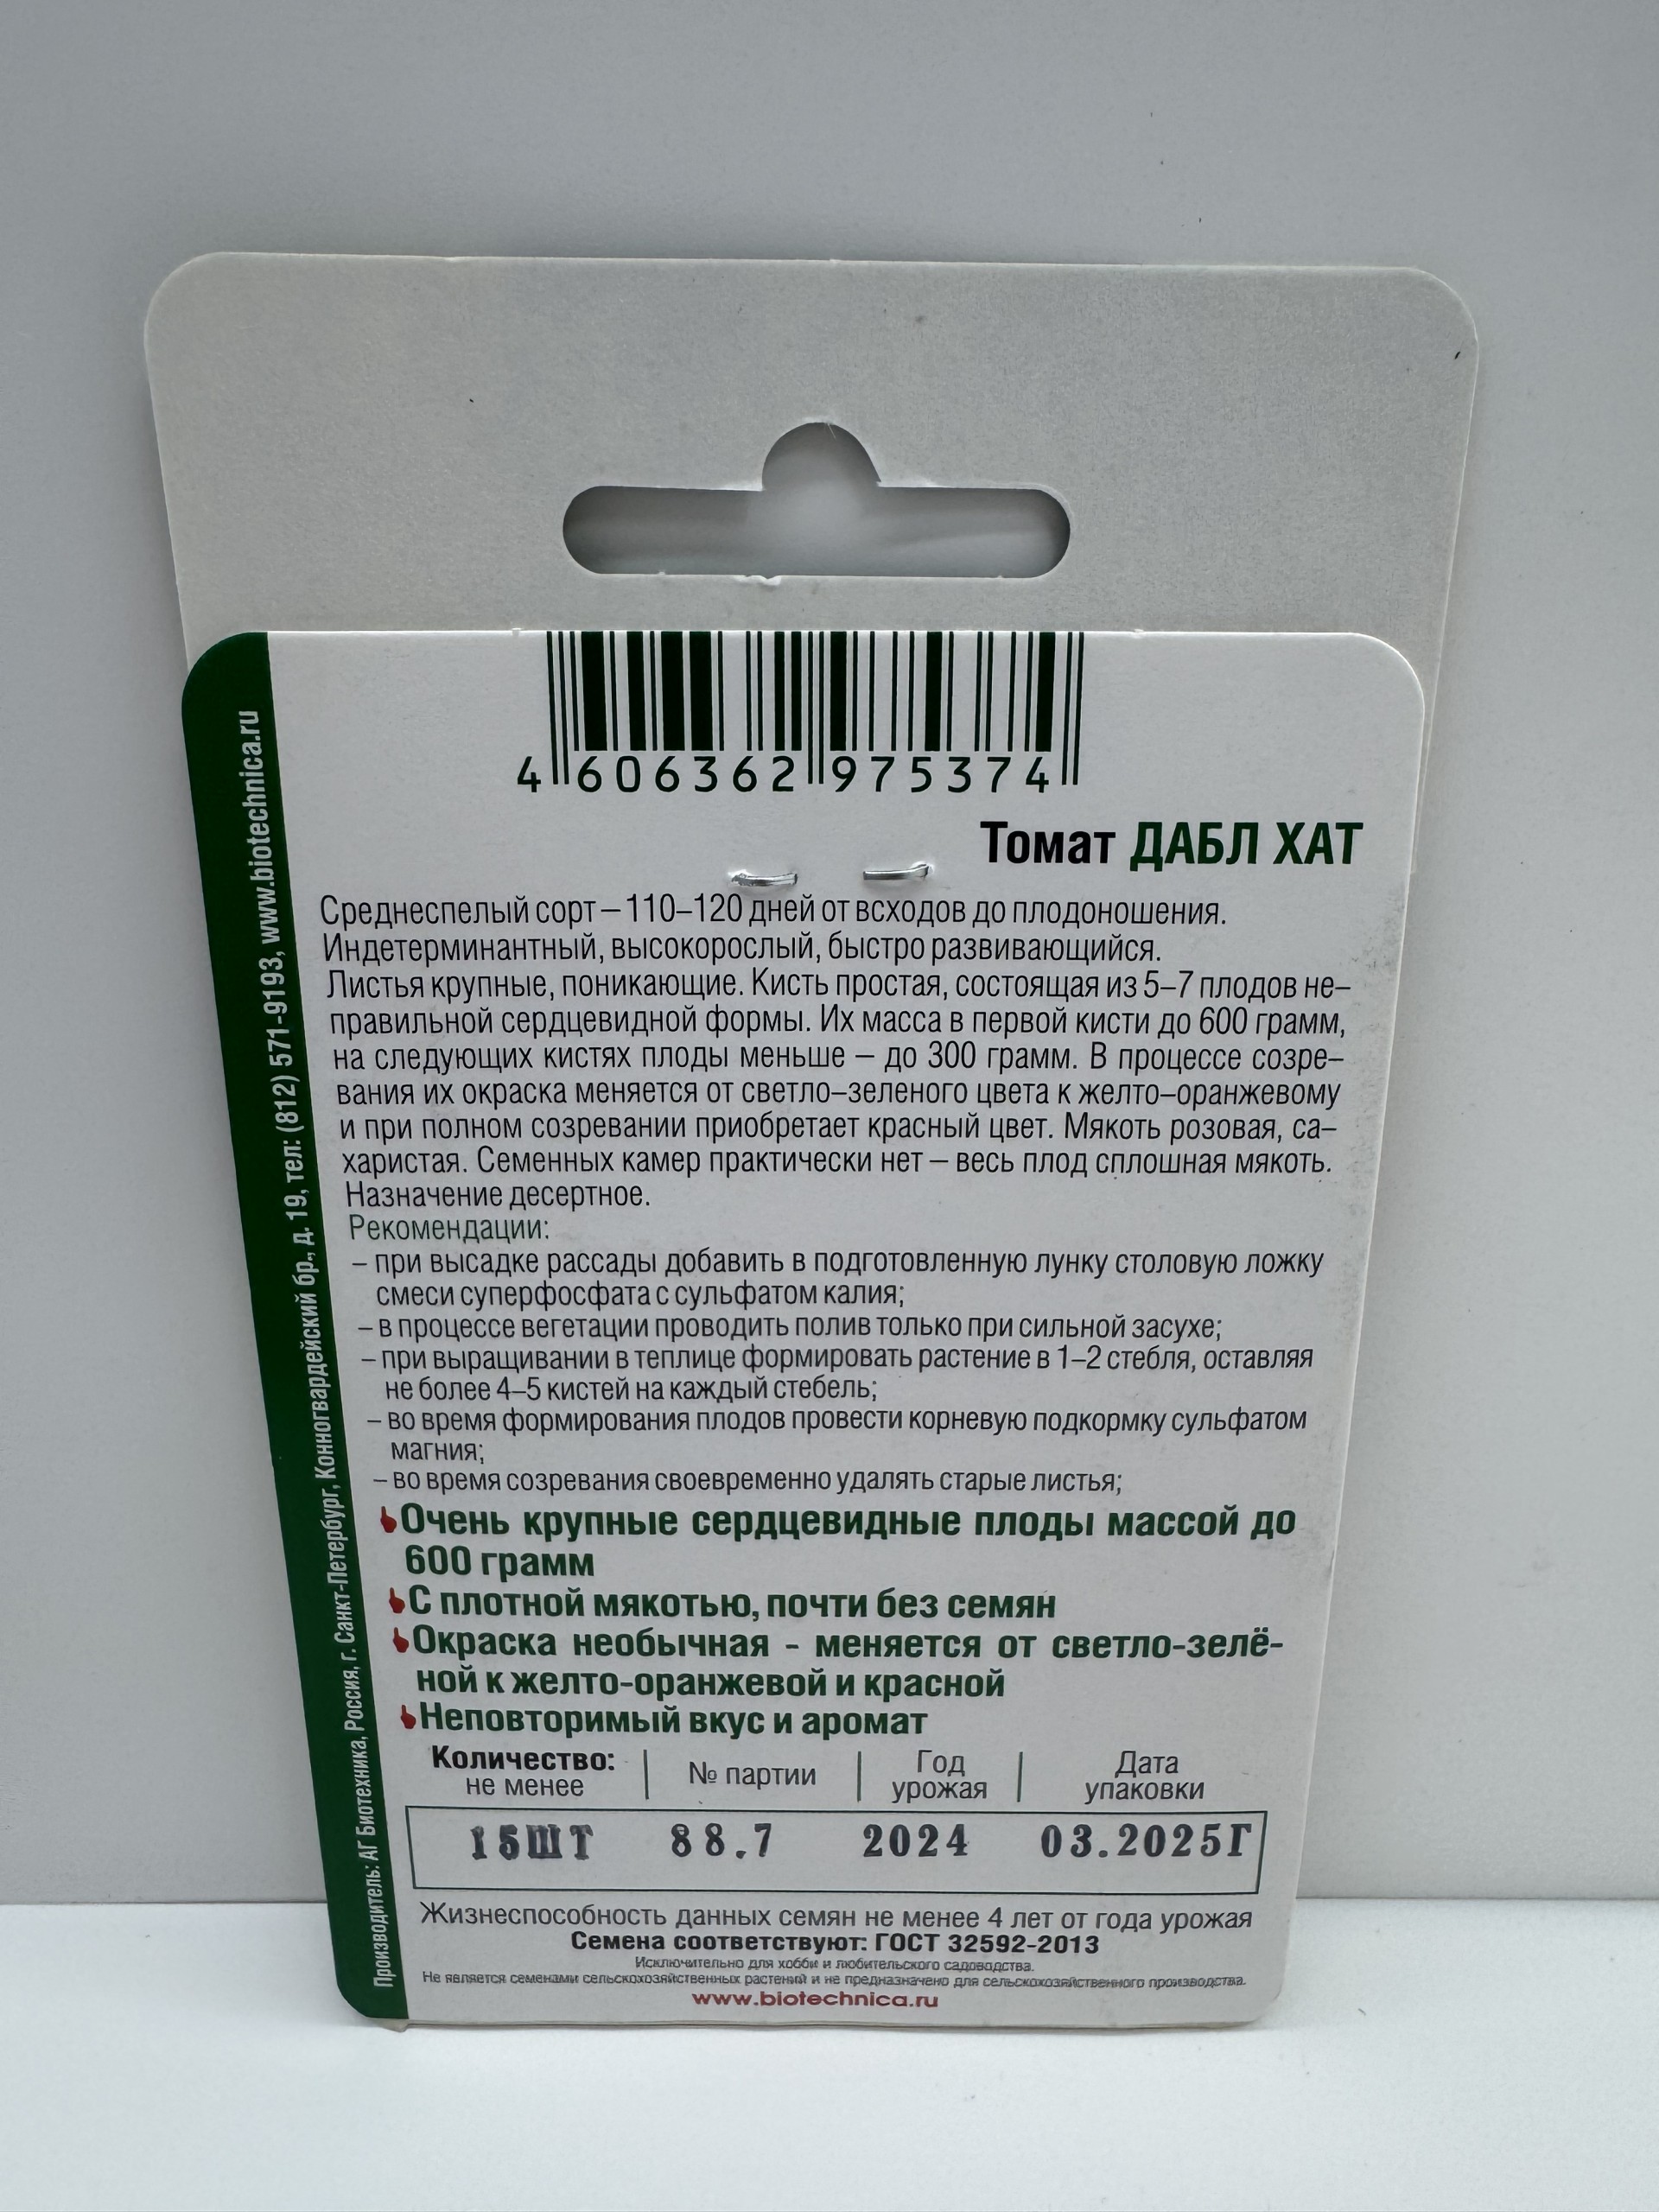 4 606362 975374
Томат ДАБЛ ХАТ
Среднеспелый сорт – 110–120 дней от всходов до плодоношения.
Индетерминантный, высокорослый, быстро развивающийся.
Листья крупные, поникающие. Кисть простая, состоящая из 5–7 плодов не–
правильной сердцевидной формы. Их масса в первой кисти до 600 грамм,
на следующих кистях плоды меньше – до 300 грамм. В процессе созре–
вания их окраска меняется от светло–зеленого цвета к желто–оранжевому
и при полном созревании приобретает красный цвет. Мякоть розовая, са–
харистая. Семенных камер практически нет – весь плод сплошная мякоть.
Назначение десертное.
Рекомендации:
– при высадке рассады добавить в подготовленную лунку столовую ложку
смеси суперфосфата с сульфатом калия;
– в процессе вегетации проводить полив только при сильной засухе;
– при выращивании в теплице формировать растение в 1–2 стебля, оставляя
не более 4–5 кистей на каждый стебель;
– во время формирования плодов провести корневую подкормку сульфатом
магния;
– во время созревания своевременно удалять старые листья;
Очень крупные сердцевидные плоды массой до
600 грамм
С плотной мякотью, почти без семян
Окраска необычная - меняется от светло-зелё-
ной к желто-оранжевой и красной
Неповторимый вкус и аромат
Количество: не менее | № партии | Год урожая | Дата упаковки
15ШТ 88.7 2024 03.2025Г
Жизнеспособность данных семян не менее 4 лет от года урожая
Семена соответствуют: ГОСТ 32592-2013
Исключительно для хобби и любительского садоводства.
Не является семенами сельскохозяйственных растений и не предназначено для сельскохозяйственного производства.
www.biotechnica.ru
Производитель: АГ Биотехника, Россия, г. Санкт-Петербург, Конногвардейский бр., д. 19, тел: (812) 571-9193, www.biotechnica.ru